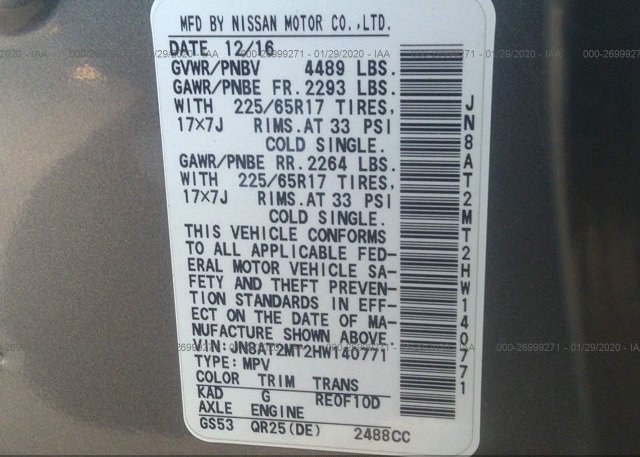 MFD BY NISSAN MOTOR CO.,LTD.
DATE 12/16
GVWR/PNBV 4489 LBS.
GAWR/PNBE FR. 2293 LBS.
WITH 225/65R17 TIRES,
17×7J RIMS.AT 33 PSI
COLD SINGLE.
GAWR/PNBE RR. 2264 LBS.
WITH 225/65R17 TIRES,
17×7J RIMS.AT 33 PSI
COLD SINGLE.
THIS VEHICLE CONFORMS
TO ALL APPLICABLE FED-
ERAL MOTOR VEHICLE SA-
FETY AND THEFT PREVEN-
TION STANDARDS IN EFF-
ECT ON THE DATE OF MA-
NUFACTURE SHOWN ABOVE.
VIN:JN8AT2MT2HW140771
TYPE:MPV
COLOR TRIM TRANS
KAD G RE0F10D
AXLE ENGINE
GS53 QR25(DE) 2488CC
JN8AT2MT2HW140771
000-26999271 - 01/29/2020 - IAA